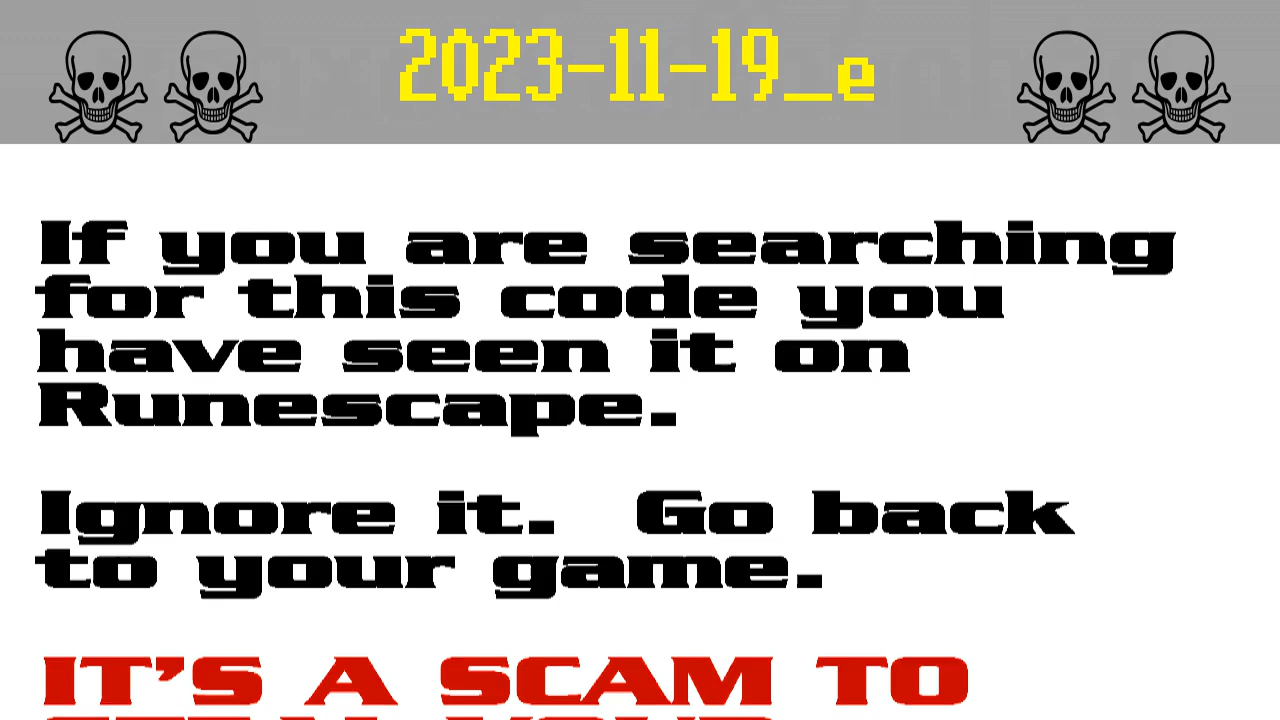 2023-11-19_e
If you are searching
for this code you
have seen it on
Runescape.
Ignore it.  Go back
to your game.
IT'S A SCAM TO